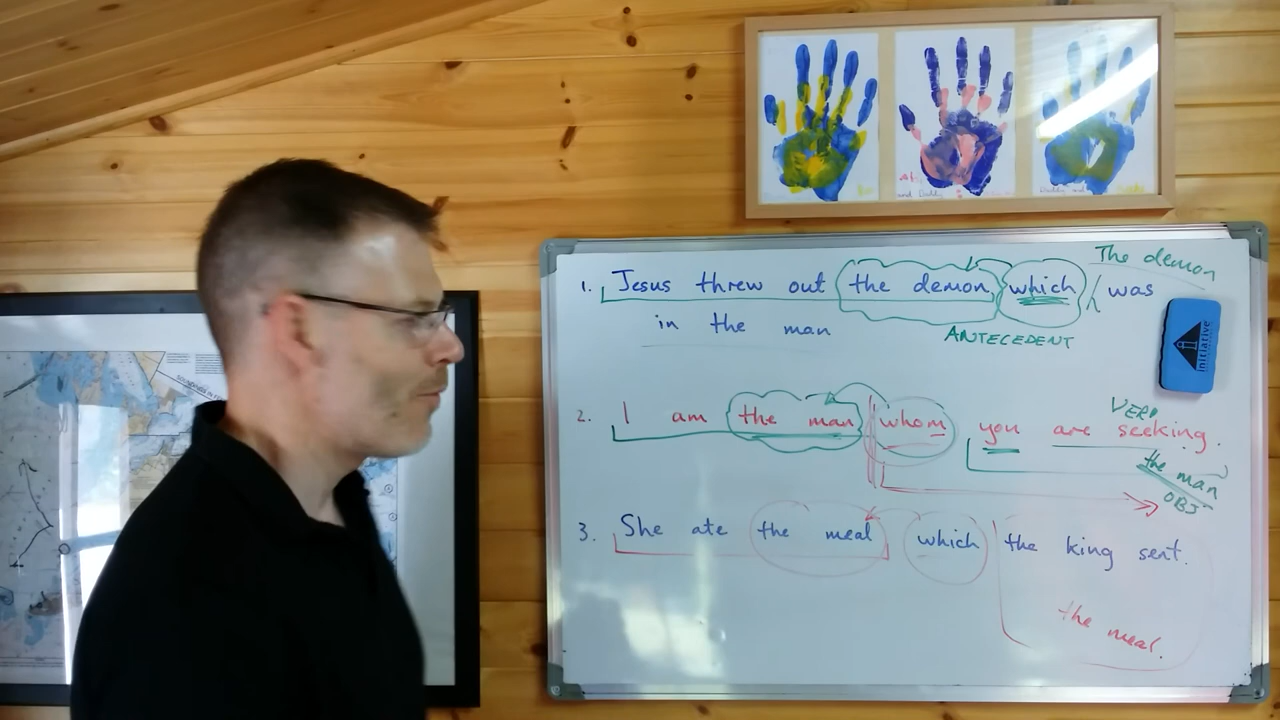 The demon
1. Jesus threw out the demon which was
in the man
ANTECEDENT
initiative
VERB
2. I am the man whom you are seeking.
the man
OBJ
3. She ate the meal which the king sent.
the meal.